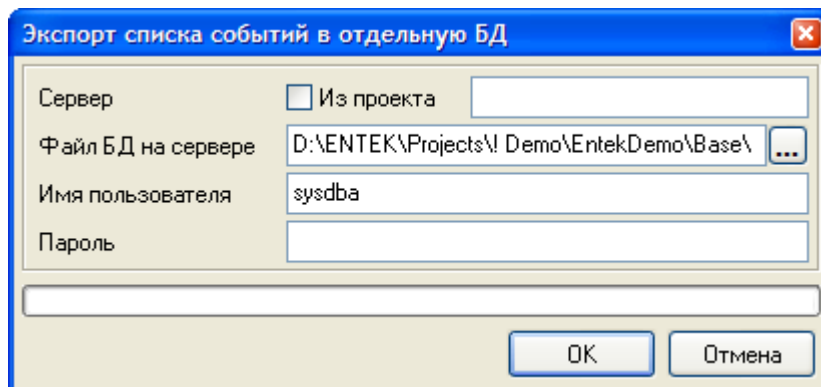 Экспорт списка событий в отдельную БД
Сервер Из проекта
Файл БД на сервере D:\ENTEK\Projects\! Demo\EntekDemo\Base\ ...
Имя пользователя sysdba
Пароль
OK Отмена